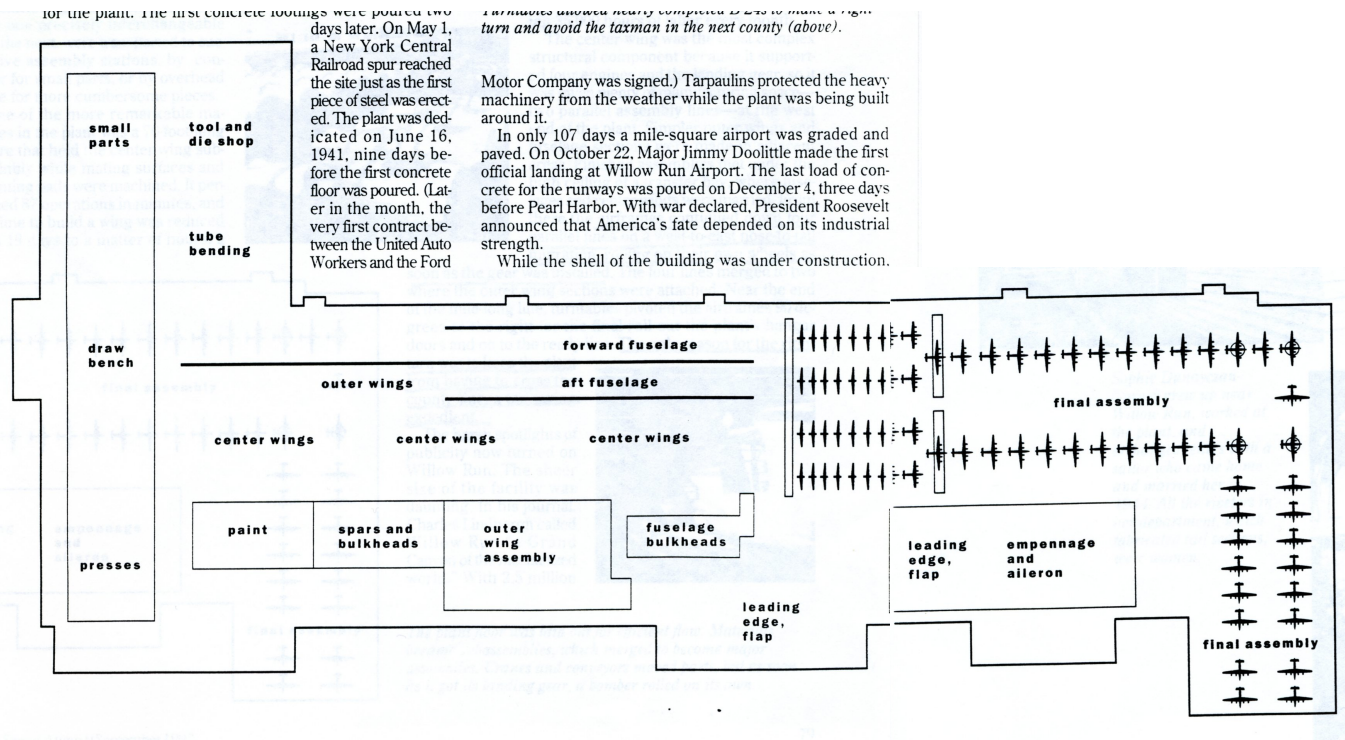 for the plant. The first concrete footings were poured two
days later. On May 1,
a New York Central
Railroad spur reached
the site just as the first
piece of steel was erect-
ed. The plant was ded-
icated on June 16,
1941, nine days be-
fore the first concrete
floor was poured. (Lat-
er in the month, the
very first contract be-
tween the United Auto
Workers and the Ford
Turntables allowed nearly completed B-24s to make a right
turn and avoid the taxman in the next county (above).
Motor Company was signed.) Tarpaulins protected the heavy
machinery from the weather while the plant was being built
around it.
In only 107 days a mile-square airport was graded and
paved. On October 22, Major Jimmy Doolittle made the first
official landing at Willow Run Airport. The last load of con-
crete for the runways was poured on December 4, three days
before Pearl Harbor. With war declared, President Roosevelt
announced that America's fate depended on its industrial
strength.
While the shell of the building was under construction,
small
parts
tool and
die shop
tube
bending
draw
bench
presses
forward fuselage
outer wings
aft fuselage
center wings
center wings
center wings
paint
spars and
bulkheads
outer
wing
assembly
fuselage
bulkheads
leading
edge,
flap
final assembly
leading
edge,
flap
empennage
and
aileron
final assembly